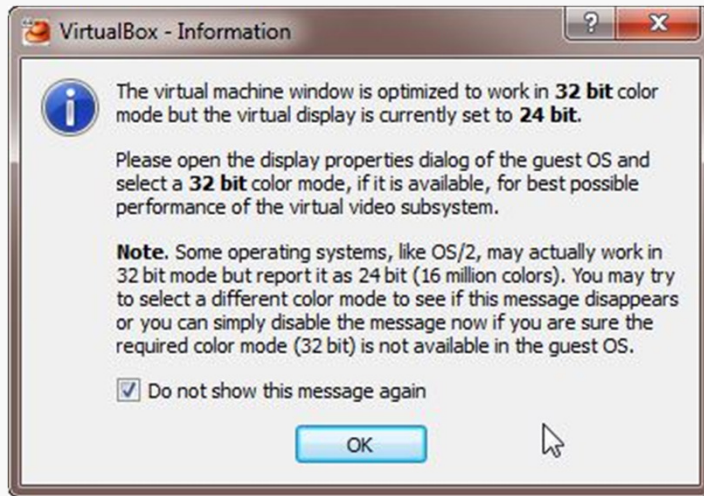 VirtualBox - Information
The virtual machine window is optimized to work in 32 bit color
mode but the virtual display is currently set to 24 bit.
Please open the display properties dialog of the guest OS and
select a 32 bit color mode, if it is available, for best possible
performance of the virtual video subsystem.
Note. Some operating systems, like OS/2, may actually work in
32 bit mode but report it as 24 bit (16 million colors). You may try
to select a different color mode to see if this message disappears
or you can simply disable the message now if you are sure the
required color mode (32 bit) is not available in the guest OS.
Do not show this message again
OK